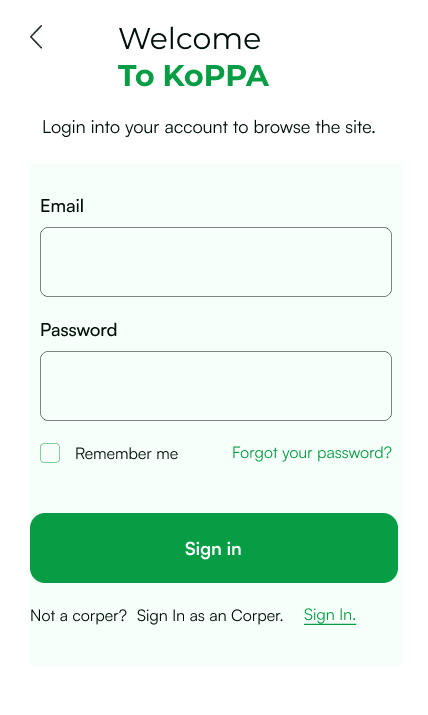 Welcome
To KoPPA
Login into your account to browse the site.
Email
Password
Remember me Forgot your password?
Sign in
Not a corper? Sign In as an Corper. Sign In.